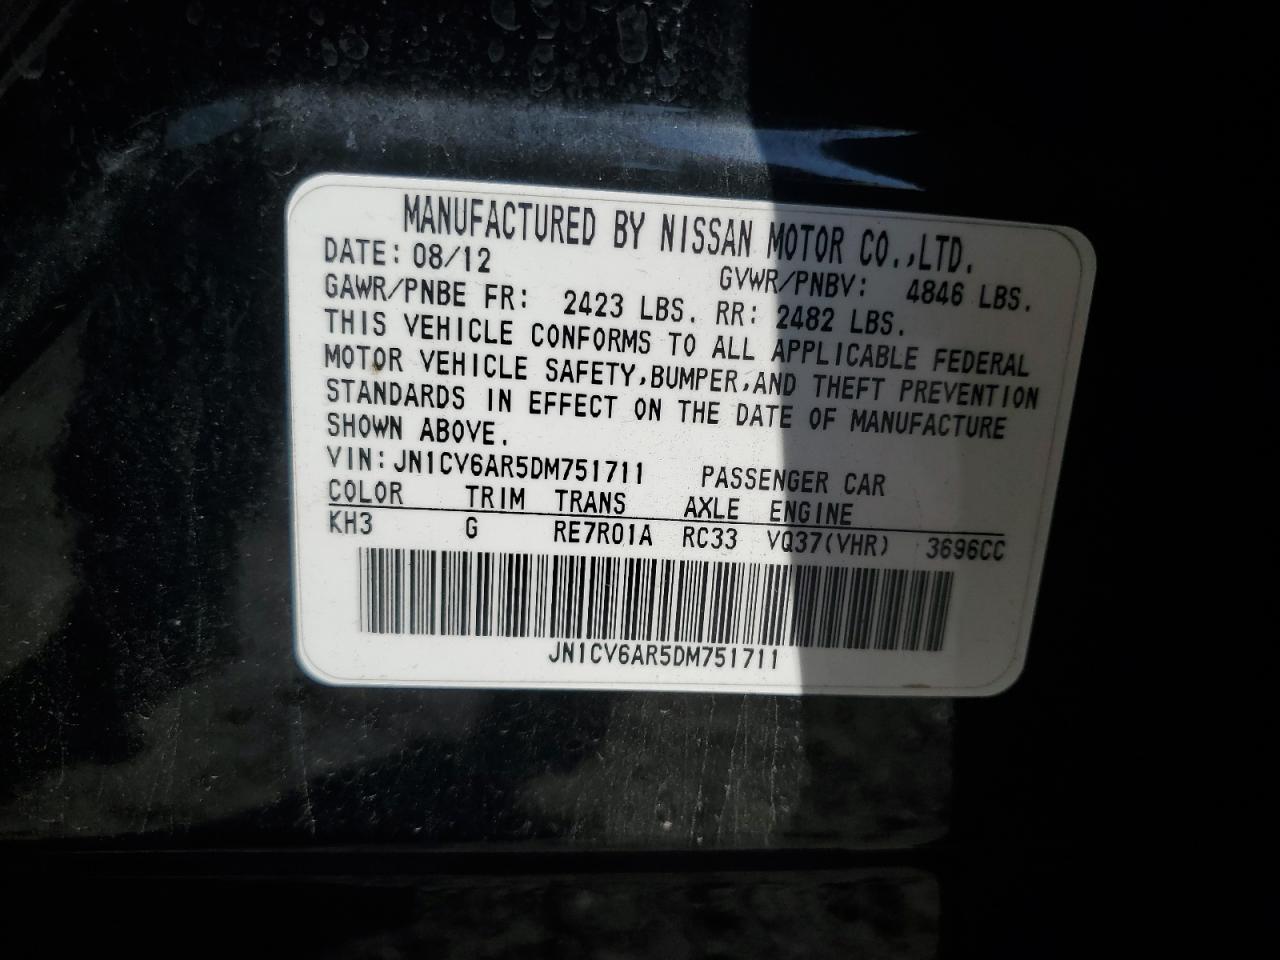 MANUFACTURED BY NISSAN MOTOR CO.,LTD.
DATE: 08/12 GVWR/PNBV: 4846 LBS.
GAWR/PNBE FR: 2423 LBS. RR: 2482 LBS.
THIS VEHICLE CONFORMS TO ALL APPLICABLE FEDERAL
MOTOR VEHICLE SAFETY,BUMPER,AND THEFT PREVENTION
STANDARDS IN EFFECT ON THE DATE OF MANUFACTURE
SHOWN ABOVE.
VIN: JN1CV6AR5DM751711 PASSENGER CAR
COLOR TRIM TRANS AXLE ENGINE
KH3 G RE7R01A RC33 VQ37(VHR) 3696CC
JN1CV6AR5DM751711